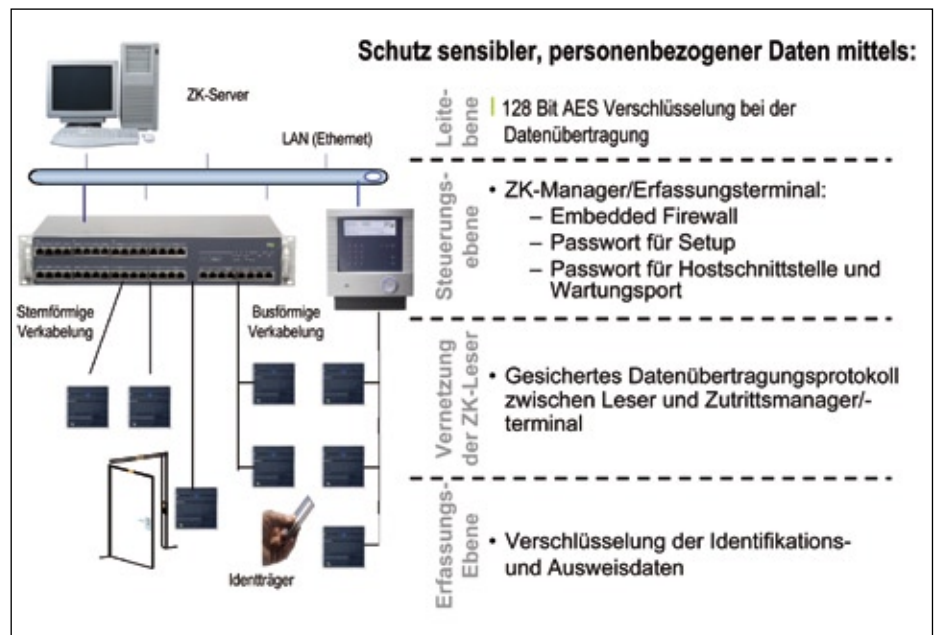 Schutz sensibler, personenbezogener Daten mittels:
ZK-Server
LAN (Ethernet)
Sternförmige
Verkabelung
Busförmige
Verkabelung
Identträger
Leite-
bene
128 Bit AES Verschlüsselung bei der
Datenübertragung
Steuerungs-
ebene
• ZK-Manager/Erfassungsterminal:
– Embedded Firewall
– Passwort für Setup
– Passwort für Hostschnittstelle und
Wartungsport
Vernetzung
der ZK-Leser
• Gesichertes Datenübertragungsprotokoll
zwischen Leser und Zutrittsmanager/-
terminal
Erfassungs-
Ebene
• Verschlüsselung der Identifikations-
und Ausweisdaten